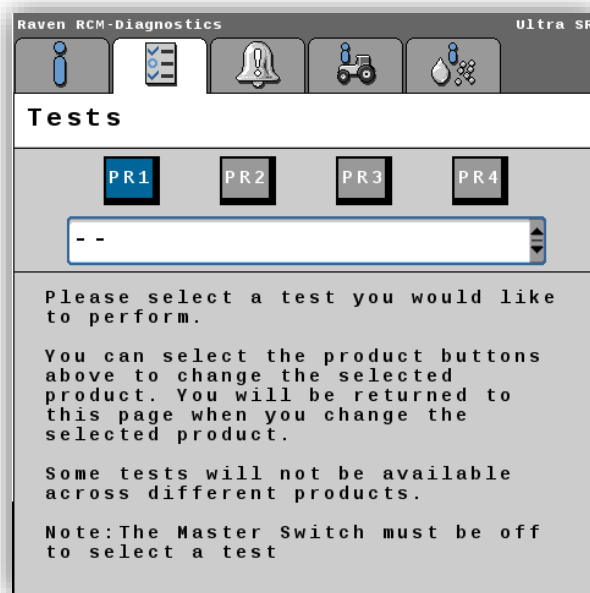 Raven RCM-Diagnostics Ultra SR
Tests
PR1 PR2 PR3 PR4
--
Please select a test you would like
to perform.
You can select the product buttons
above to change the selected
product. You will be returned to
this page when you change the
selected product.
Some tests will not be available
across different products.
Note:The Master Switch must be off
to select a test